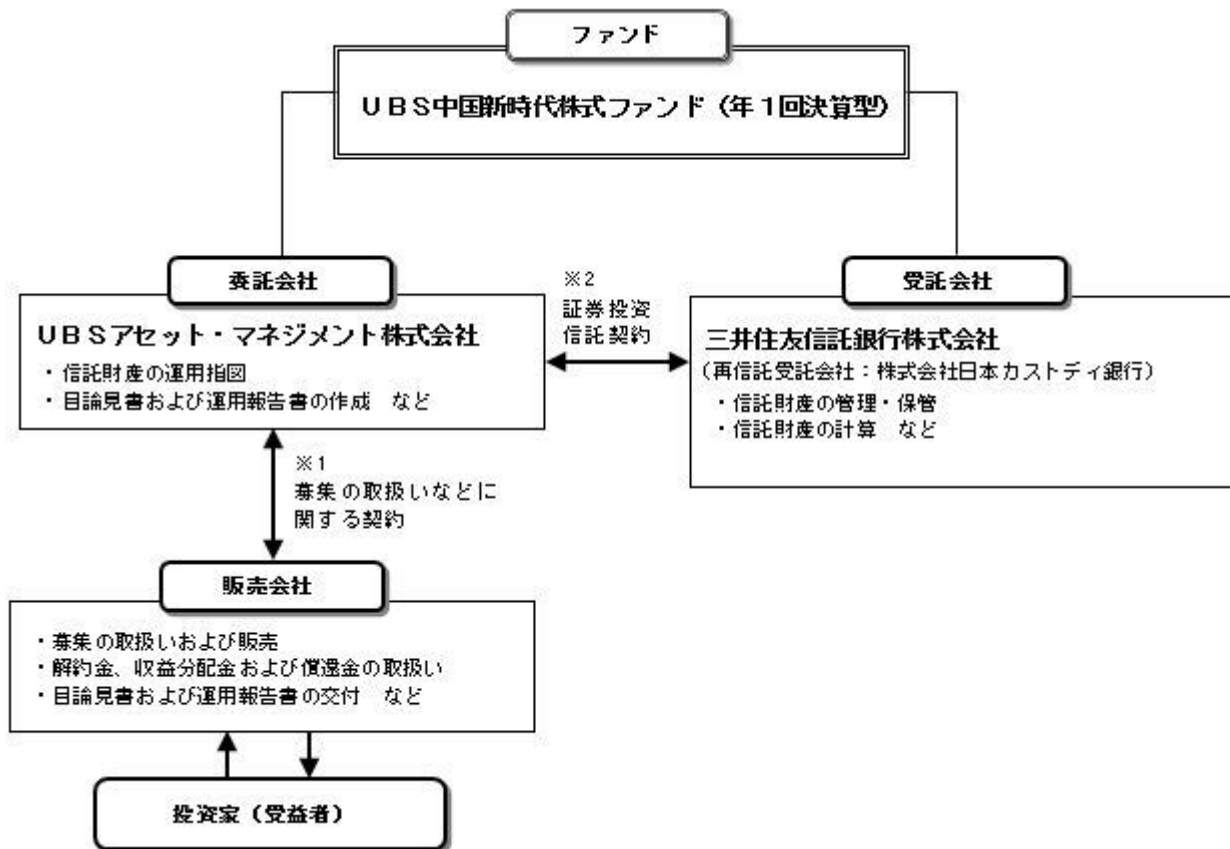 ファンド
UBS中国新時代株式ファンド（年1回決算型）
委託会社
UBSアセット・マネジメント株式会社
・信託財産の運用指図
・目論見書および運用報告書の作成　など
※2
証券投資
信託契約
受託会社
三井住友信託銀行株式会社
（再信託受託会社：株式会社日本カストディ銀行）
・信託財産の管理・保管
・信託財産の計算　など
※1
募集の取扱いなどに
関する契約
販売会社
・募集の取扱いおよび販売
・解約金、収益分配金および償還金の取扱い
・目論見書および運用報告書の交付　など
投資家（受益者）